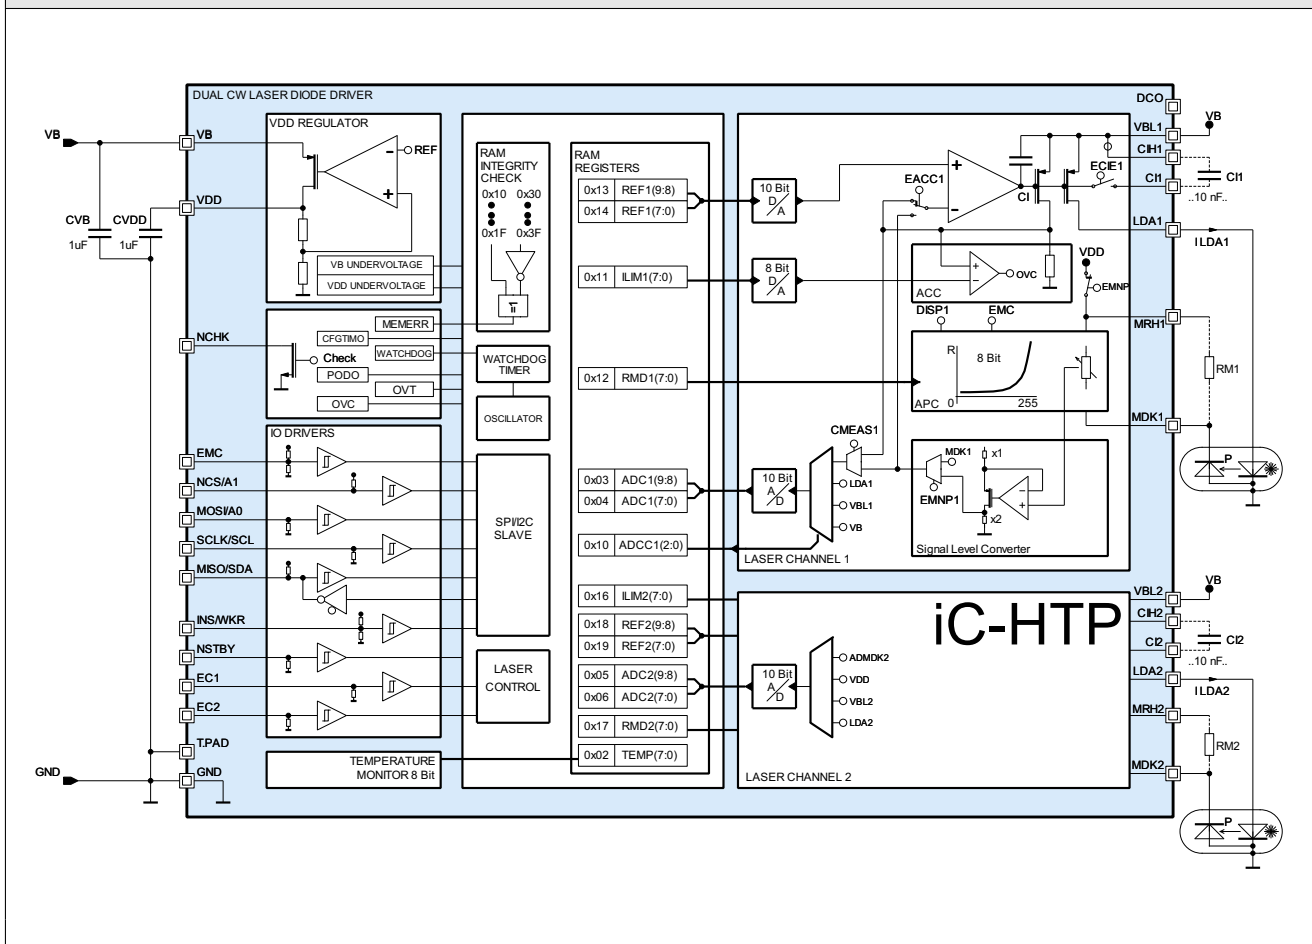 DUAL CW LASER DIODE DRIVER
VB
VB
VDD
CVB
CVDD
1uF
1uF
NCHK
EMC
NCS/A1
MOSI/A0
SCLK/SCL
MISO/SDA
INS/WKR
NSTBY
EC1
EC2
T.PAD
GND
GND
VDD REGULATOR
REF
VB UNDERVOLTAGE
VDD UNDERVOLTAGE
MEMERR
CFGTIMO
WATCHDOG
Check
PODO
OVT
OVC
IO DRIVERS
TEMPERATURE
MONITOR 8 Bit
RAM
INTEGRITY
CHECK
0x10 0x30
0x1F 0x3F
=1
WATCHDOG
TIMER
OSCILLATOR
SPI/I2C
SLAVE
LASER
CONTROL
RAM
REGISTERS
0x13 REF1(9:8)
0x14 REF1(7:0)
0x11 ILIM1(7:0)
0x12 RMD1(7:0)
0x03 ADC1(9:8)
0x04 ADC1(7:0)
0x10 ADCC1(2:0)
0x16 ILIM2(7:0)
0x18 REF2(9:8)
0x19 REF2(7:0)
0x05 ADC2(9:8)
0x06 ADC2(7:0)
0x17 RMD2(7:0)
0x02 TEMP(7:0)
10 Bit
D/A
8 Bit
D/A
10 Bit
A/D
EACC1
CI
ECIE1
OVC
ACC
VDD
EMNP
DISP1
EMC
R
8 Bit
APC 0 255
CMEAS1
LDA1
VBL1
VB
MDK1
EMNP1
x1
x2
Signal Level Converter
LASER CHANNEL 1
iC-HTP
10 Bit
A/D
ADMDK2
VDD
VBL2
LDA2
LASER CHANNEL 2
DCO
VBL1
VB
CIH1
CI1
CI1
..10 nF..
LDA1
ILDA1
MRH1
RM1
MDK1
P
VBL2
VB
CIH2
CI2
CI2
..10 nF..
LDA2
ILDA2
MRH2
RM2
MDK2
P